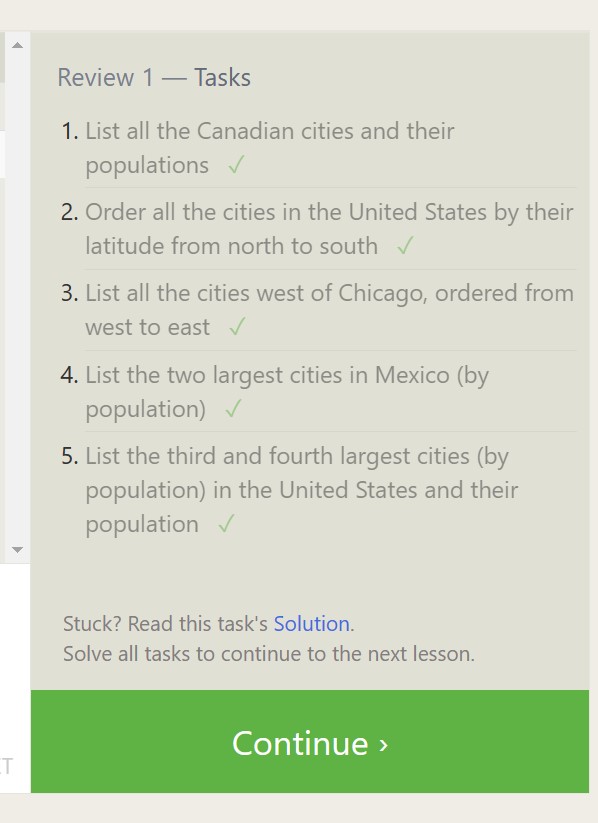 Review 1 — Tasks
1. List all the Canadian cities and their
populations ✓
2. Order all the cities in the United States by their
latitude from north to south ✓
3. List all the cities west of Chicago, ordered from
west to east ✓
4. List the two largest cities in Mexico (by
population) ✓
5. List the third and fourth largest cities (by
population) in the United States and their
population ✓
Stuck? Read this task's Solution.
Solve all tasks to continue to the next lesson.
Continue ›